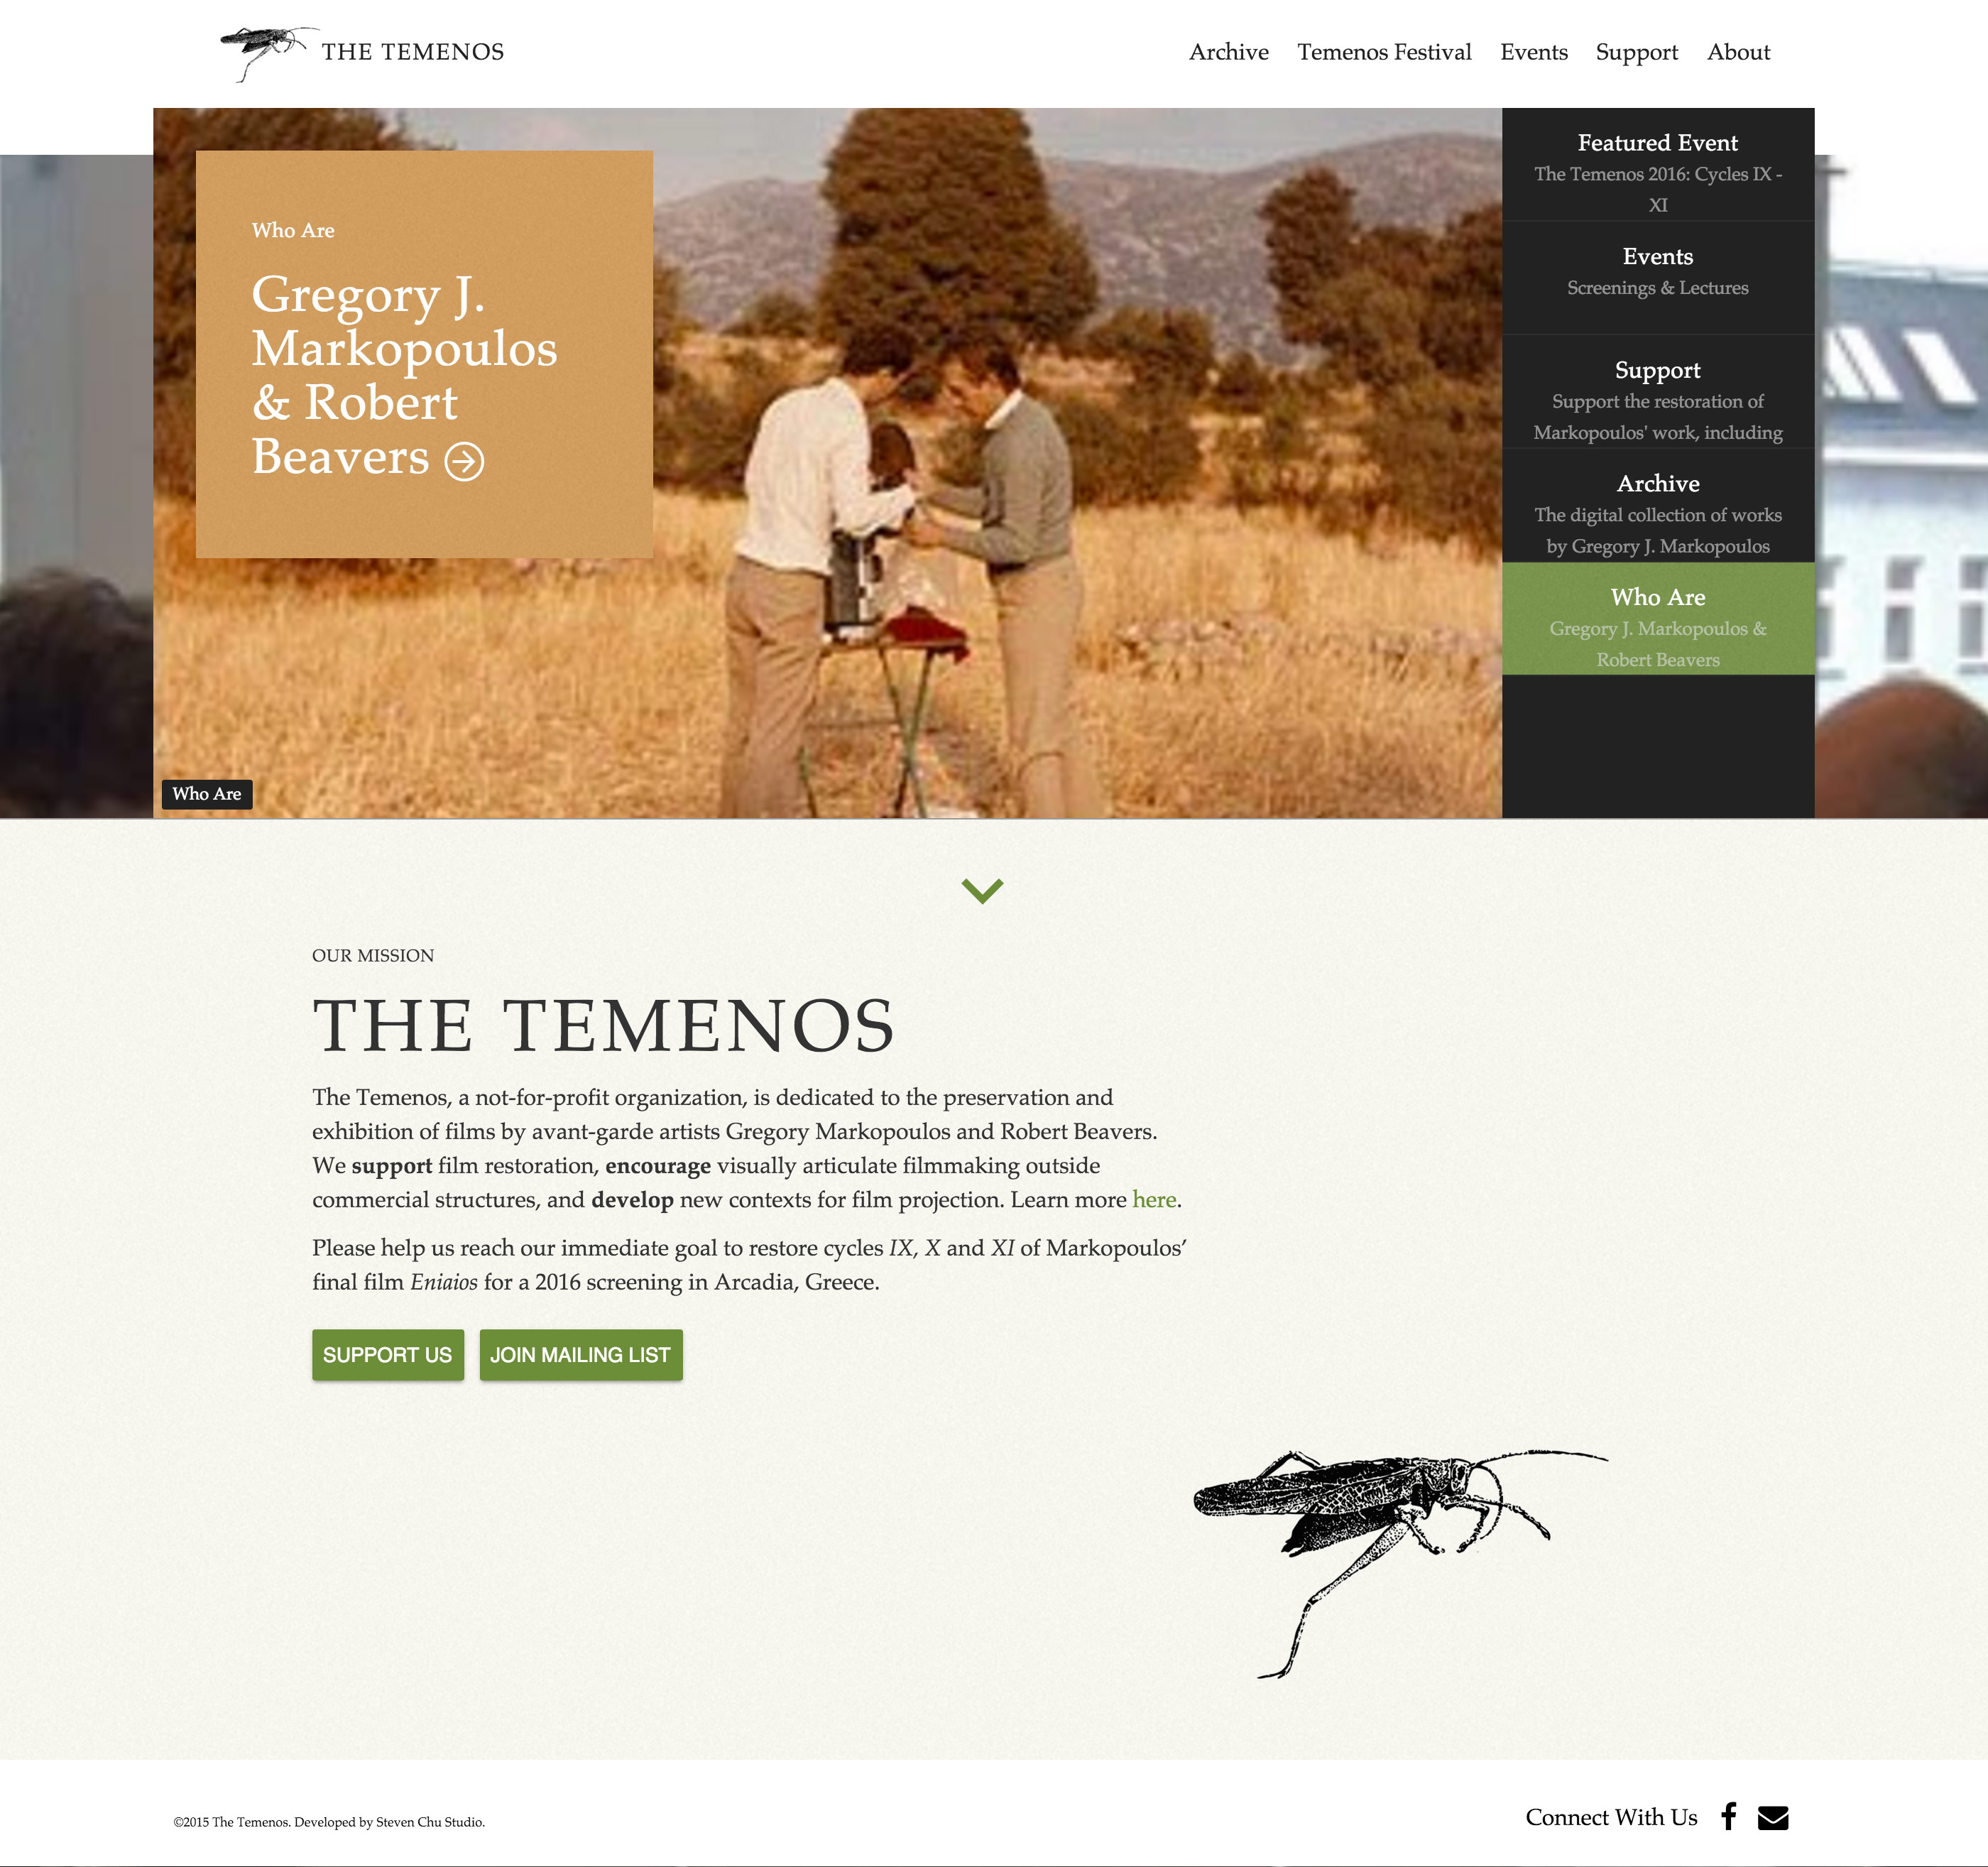 THE TEMENOS
Archive Temenos Festival Events Support About
Who Are
Gregory J.
Markopoulos
& Robert
Beavers
Who Are
Featured Event
The Temenos 2016: Cycles IX -
XI
Events
Screenings & Lectures
Support
Support the restoration of
Markopoulos' work, including
Archive
The digital collection of works
by Gregory J. Markopoulos
Who Are
Gregory J. Markopoulos &
Robert Beavers
OUR MISSION
THE TEMENOS
The Temenos, a not-for-profit organization, is dedicated to the preservation and
exhibition of films by avant-garde artists Gregory Markopoulos and Robert Beavers.
We support film restoration, encourage visually articulate filmmaking outside
commercial structures, and develop new contexts for film projection. Learn more here.
Please help us reach our immediate goal to restore cycles IX, X and XI of Markopoulos’
final film Eniaios for a 2016 screening in Arcadia, Greece.
SUPPORT US JOIN MAILING LIST
©2015 The Temenos. Developed by Steven Chu Studio.
Connect With Us